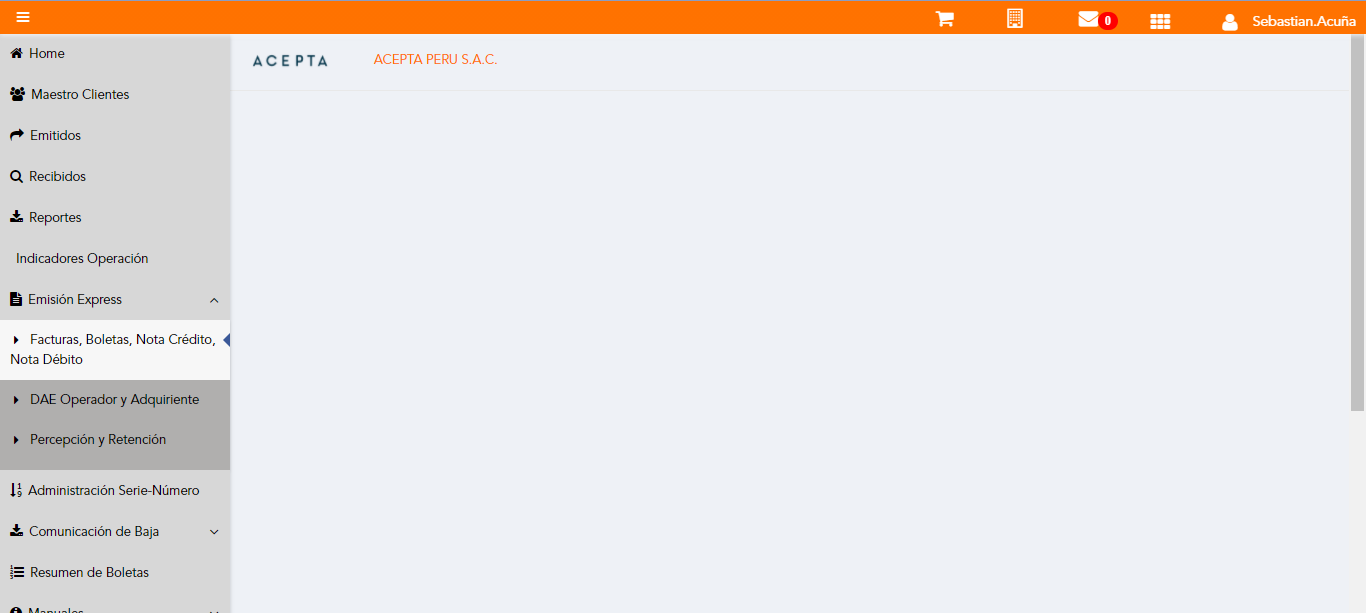 0
Sebastian.Acuña
Home
ACEPTA
ACEPTA PERU S.A.C.
Maestro Clientes
Emitidos
Recibidos
Reportes
Indicadores Operación
Emisión Express
Facturas, Boletas, Nota Crédito,
Nota Débito
DAE Operador y Adquiriente
Percepción y Retención
Administración Serie-Número
Comunicación de Baja
Resumen de Boletas
Manuales